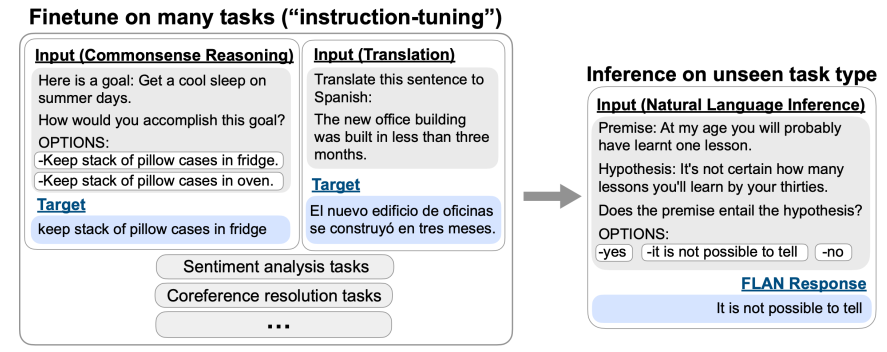 Finetune on many tasks (“instruction-tuning”)
Input (Commonsense Reasoning)
Here is a goal: Get a cool sleep on
summer days.
How would you accomplish this goal?
OPTIONS:
-Keep stack of pillow cases in fridge.
-Keep stack of pillow cases in oven.
Target
keep stack of pillow cases in fridge
Input (Translation)
Translate this sentence to
Spanish:
The new office building
was built in less than three
months.
Target
El nuevo edificio de oficinas
se construyó en tres meses.
Sentiment analysis tasks
Coreference resolution tasks
...
Inference on unseen task type
Input (Natural Language Inference)
Premise: At my age you will probably
have learnt one lesson.
Hypothesis: It's not certain how many
lessons you'll learn by your thirties.
Does the premise entail the hypothesis?
OPTIONS:
-yes -it is not possible to tell -no
FLAN Response
It is not possible to tell